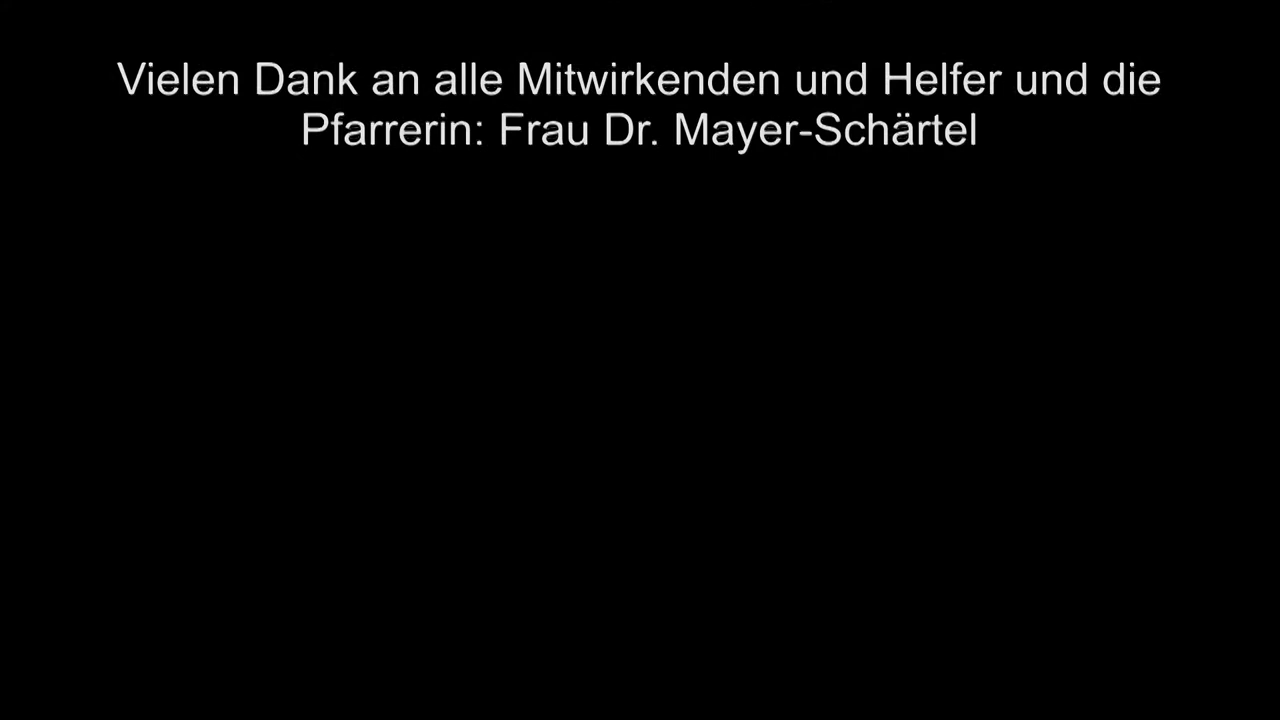 Vielen Dank an alle Mitwirkenden und Helfer und die
Pfarrerin: Frau Dr. Mayer-Schärtel